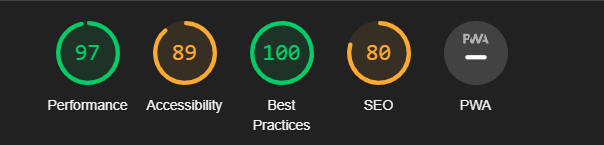 97
89
100
80
PWA
Performance
Accessibility
Best
Practices
SEO
PWA